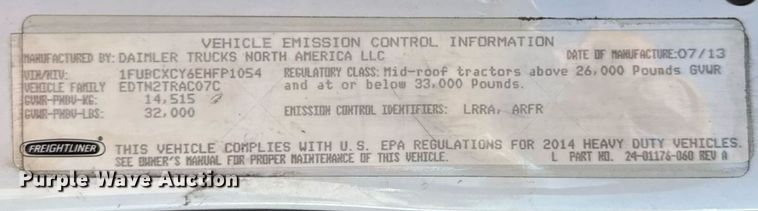 VEHICLE EMISSION CONTROL INFORMATION
MANUFACTURED BY: DAIMLER TRUCKS NORTH AMERICA LLC DATE OF MANUFACTURE: 07/13
VIN/NIV: 1FUBCXCY6EHFP1054 REGULATORY CLASS: Mid-roof tractors above 26,000 Pounds GVWR
VEHICLE FAMILY EDTN2TRAC07C and at or below 33,000 Pounds.
GVWR-PNBV-KG: 14,515
GVWR-PNBV-LBS: 32,000 EMISSION CONTROL IDENTIFIERS: LRRA, ARFR
FREIGHTLINER THIS VEHICLE COMPLIES WITH U.S. EPA REGULATIONS FOR 2014 HEAVY DUTY VEHICLES.
SEE OWNER'S MANUAL FOR PROPER MAINTENANCE OF THIS VEHICLE. L PART NO. 24-01176-060 REV A
Purple Wave Auction